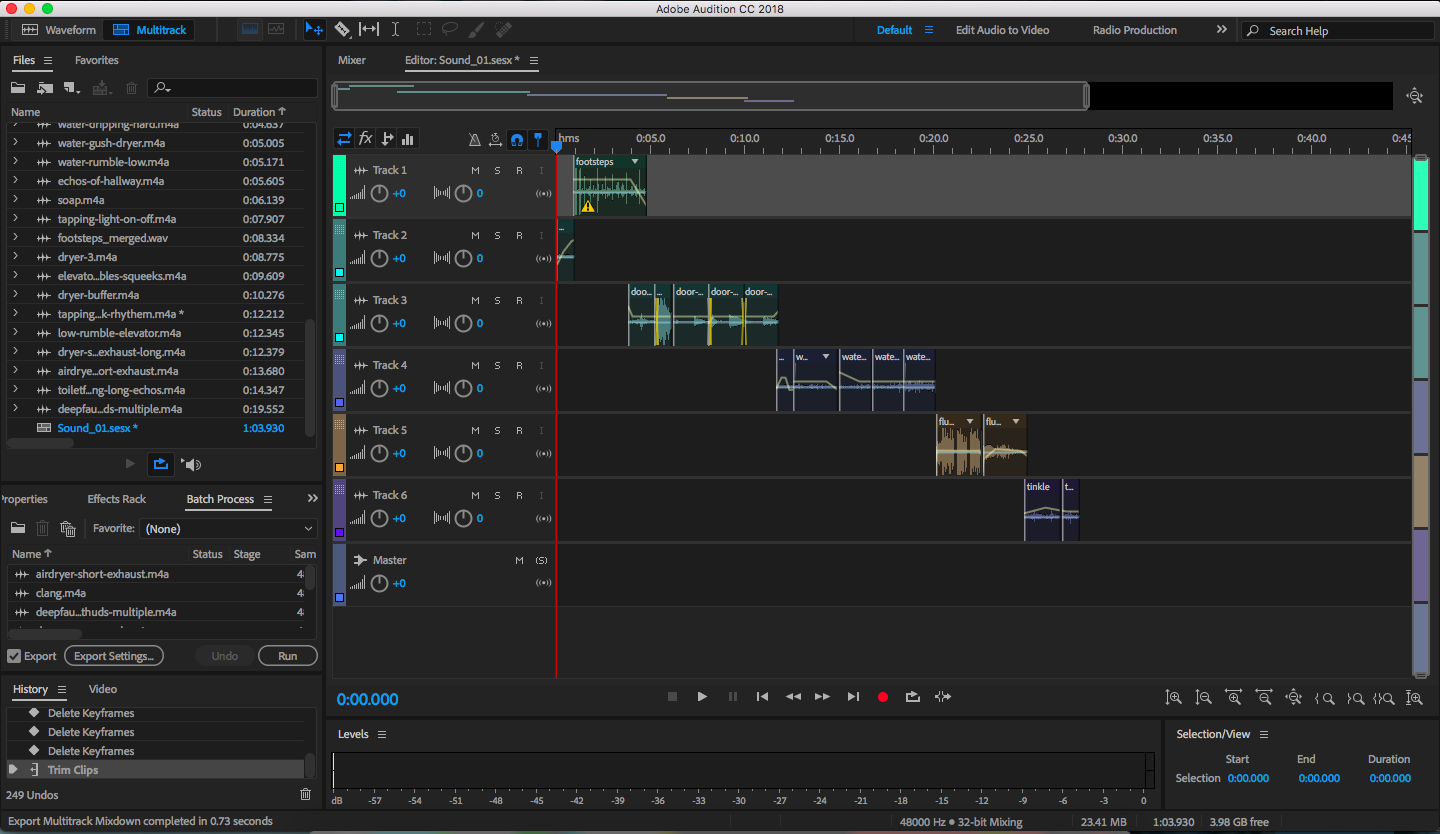 Adobe Audition CC 2018
Waveform Multitrack Default Edit Audio to Video Radio Production Search Help
Files Favorites
Name Status Duration
water-dripping-hard.m4a 0:04.637
water-gush-dryer.m4a 0:05.005
water-rumble-low.m4a 0:05.171
echos-of-hallway.m4a 0:05.605
soap.m4a 0:06.139
tapping-light-on-off.m4a 0:07.907
footsteps_merged.wav 0:08.334
dryer-3.m4a 0:08.775
elevato...bles-squeeks.m4a 0:09.609
dryer-buffer.m4a 0:10.276
tapping...k-rhythem.m4a * 0:12.212
low-rumble-elevator.m4a 0:12.345
dryer-s...exhaust-long.m4a 0:12.379
airdrye...ort-exhaust.m4a 0:13.680
toiletf...ng-long-echos.m4a 0:14.347
deepfau...ds-multiple.m4a 0:19.552
Sound_01.sesx * 1:03.930
Properties Effects Rack Batch Process
Favorite: (None)
Name Status Stage Sam
airdryer-short-exhaust.m4a 48
clang.m4a 48
deepfau...thuds-multiple.m4a 48
Export Export Settings... Undo Run
History Video
Delete Keyframes
Delete Keyframes
Delete Keyframes
Trim Clips
249 Undos
Export Multitrack Mixdown completed in 0.73 seconds
Mixer Editor: Sound_01.sesx *
fx hms 0:05.0 0:10.0 0:15.0 0:20.0 0:25.0 0:30.0 0:35.0 0:40.0 0:45
Track 1 M S R I footsteps
+0 0
Track 2 M S R I ...
+0 0
Track 3 M S R I doo... ... door-... door-... door-...
+0 0
Track 4 M S R I ... w... wate... wate... wate...
+0 0
Track 5 M S R I flu... flu...
+0 0
Track 6 M S R I tinkle t...
+0 0
Master M (S)
+0
0:00.000
Levels
dB -57 -54 -51 -48 -45 -42 -39 -36 -33 -30 -27 -24 -21 -18 -15 -12 -9 -6 -3 0
Selection/View
Start End Duration
Selection 0:00.000 0:00.000 0:00.000
48000 Hz ● 32-bit Mixing 23.41 MB 1:03.930 3.98 GB free